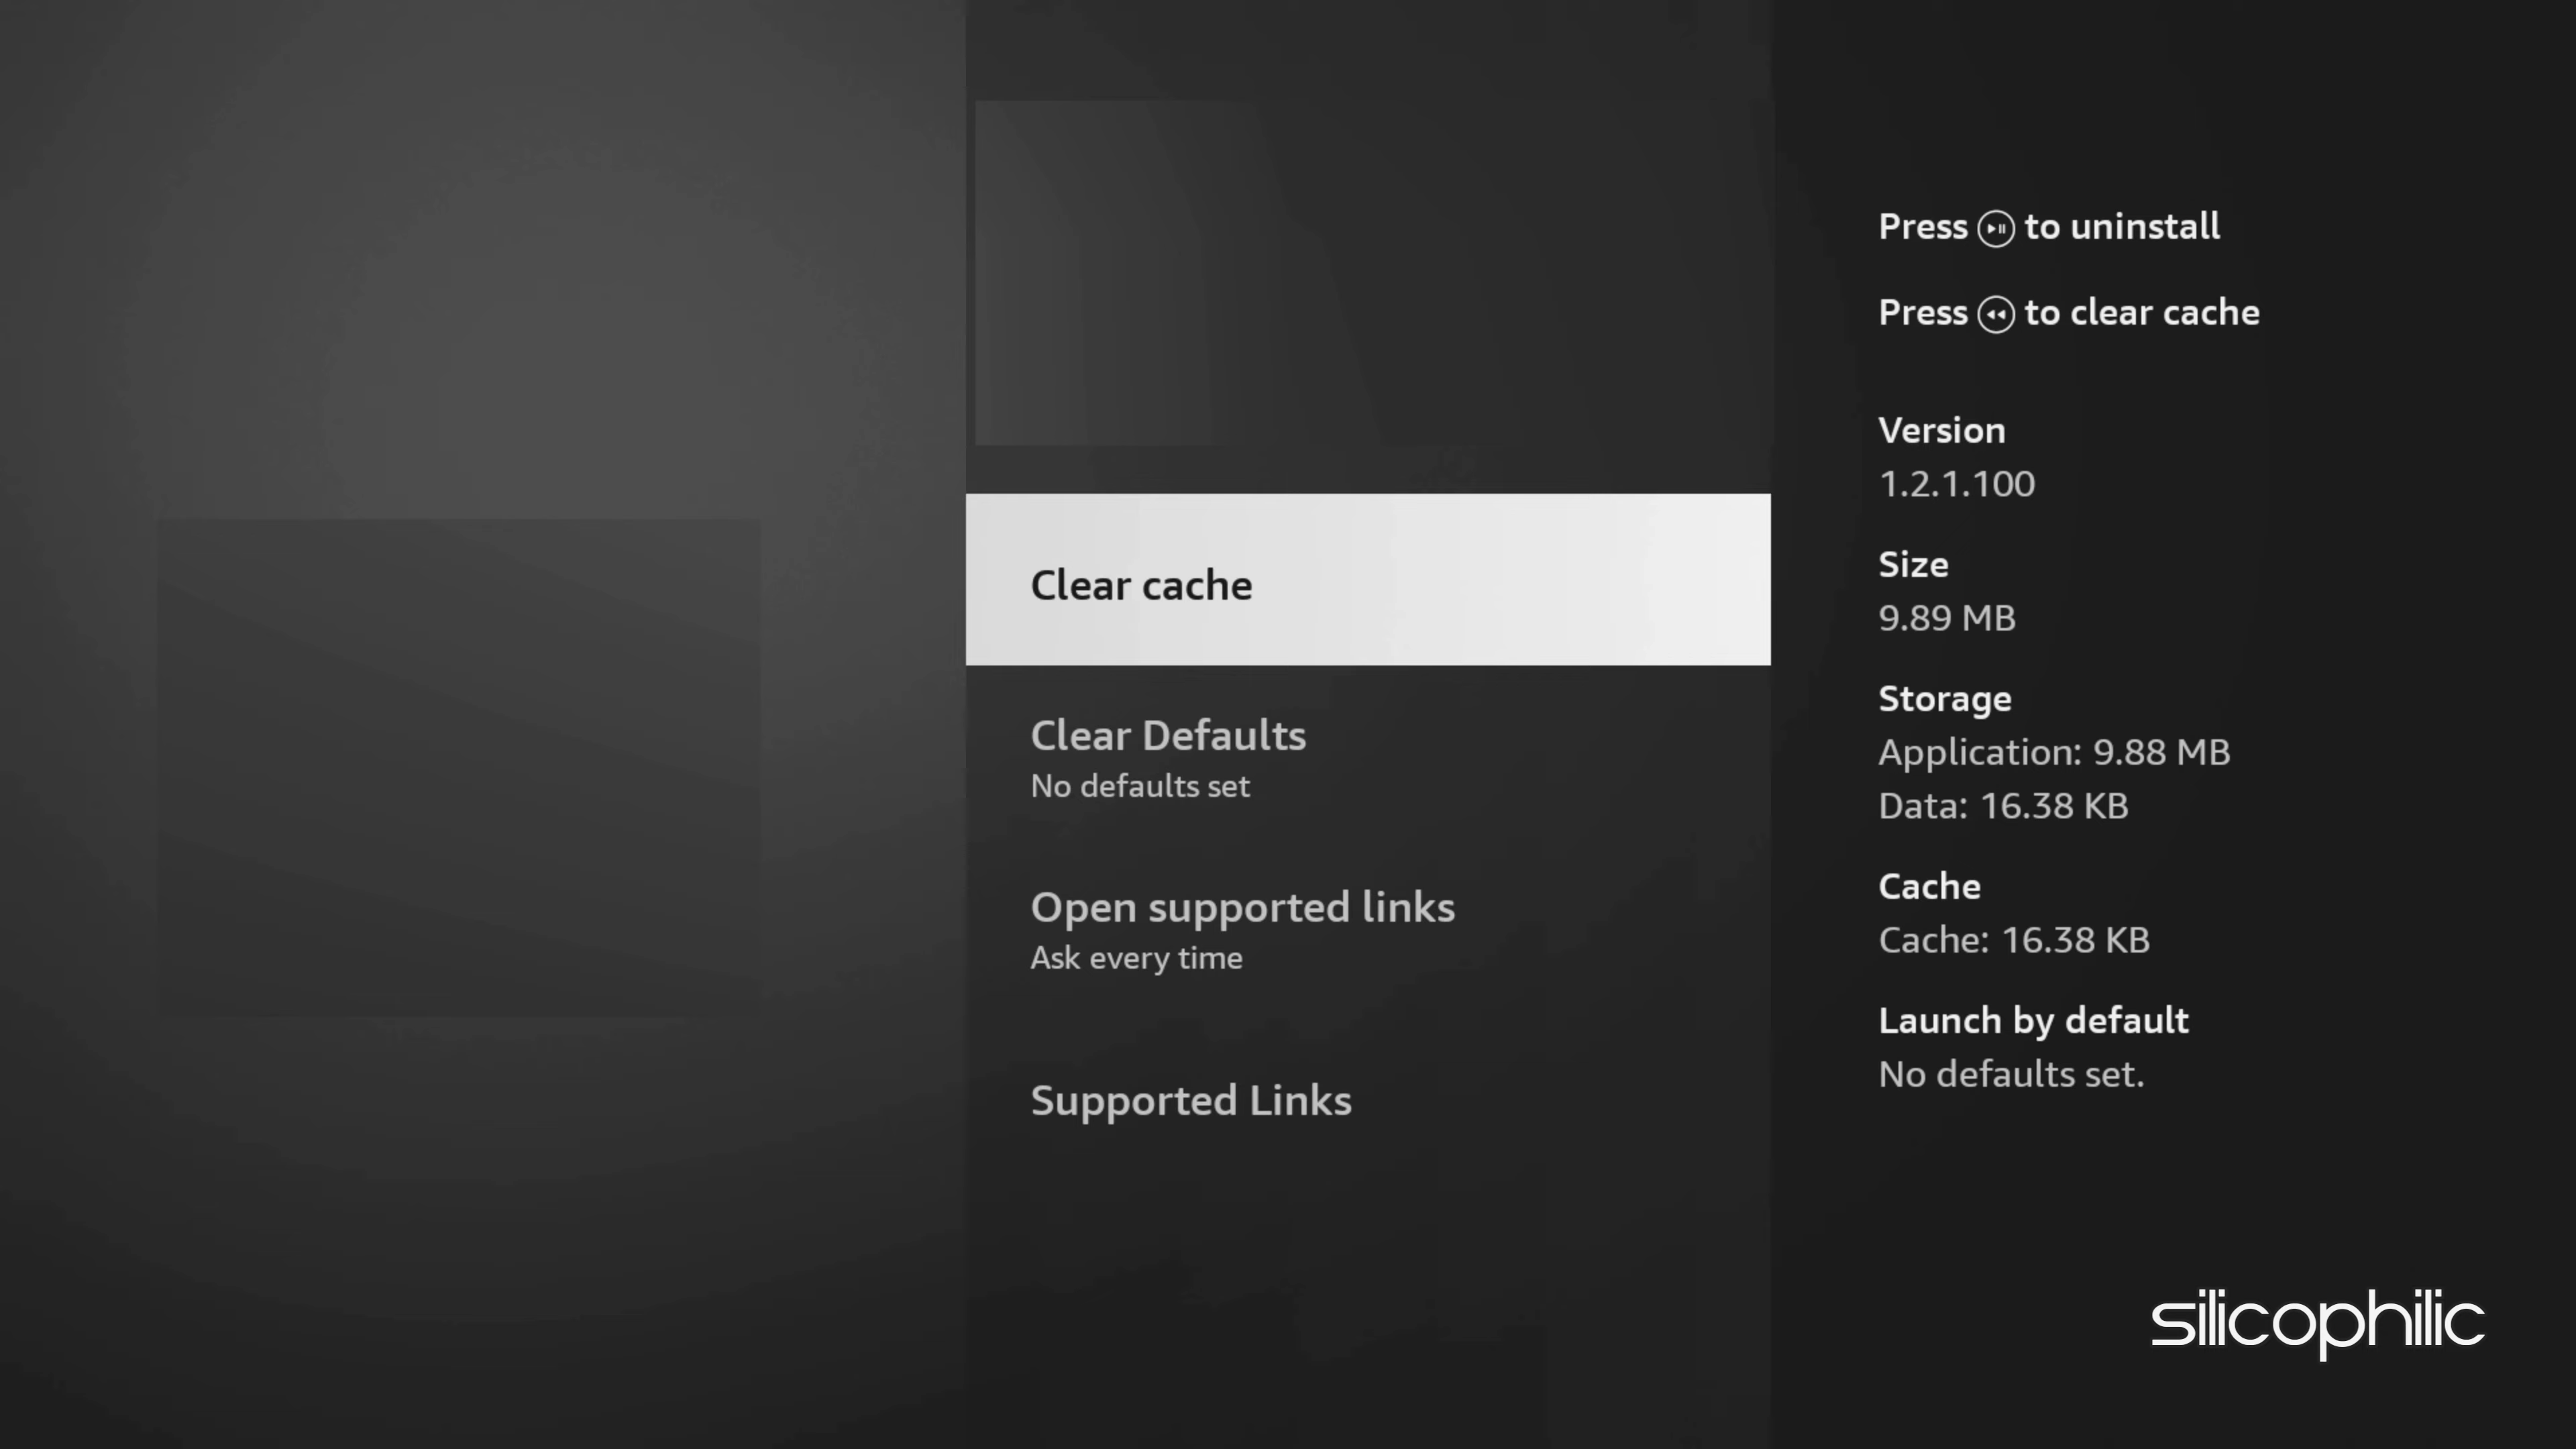 Clear cache
Clear Defaults
No defaults set
Open supported links
Ask every time
Supported Links
Press to uninstall
Press to clear cache
Version
1.2.1.100
Size
9.89 MB
Storage
Application: 9.88 MB
Data: 16.38 KB
Cache
Cache: 16.38 KB
Launch by default
No defaults set.
silicophilic